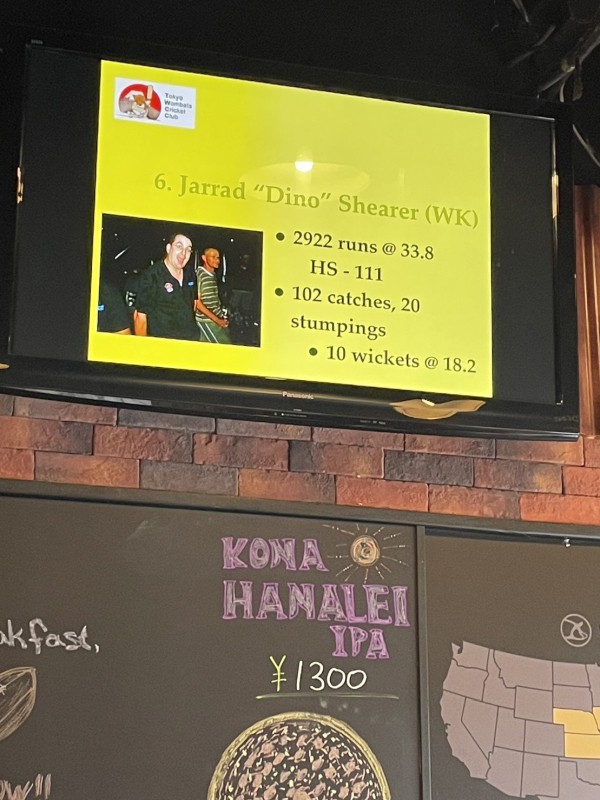 Tokyo
Wombats
Cricket
Club
6. Jarrad “Dino” Shearer (WK)
• 2922 runs @ 33.8
HS - 111
• 102 catches, 20
stumpings
• 10 wickets @ 18.2
Panasonic
KONA
HANALEI
IPA
¥1300
akfast,